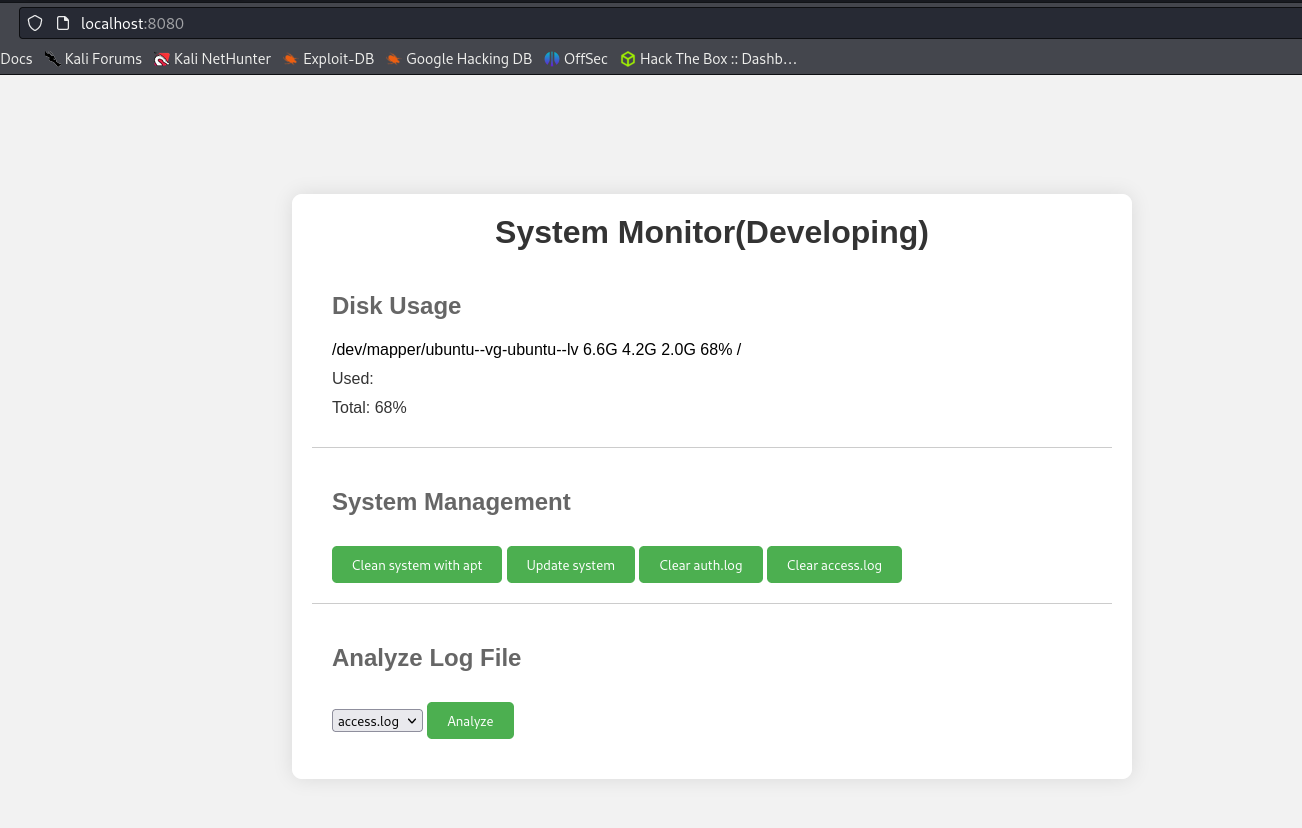 localhost:8080
Docs Kali Forums Kali NetHunter Exploit-DB Google Hacking DB OffSec Hack The Box :: Dashb...
System Monitor(Developing)
Disk Usage
/dev/mapper/ubuntu--vg-ubuntu--lv 6.6G 4.2G 2.0G 68% /
Used:
Total: 68%
System Management
Clean system with apt Update system Clear auth.log Clear access.log
Analyze Log File
access.log Analyze